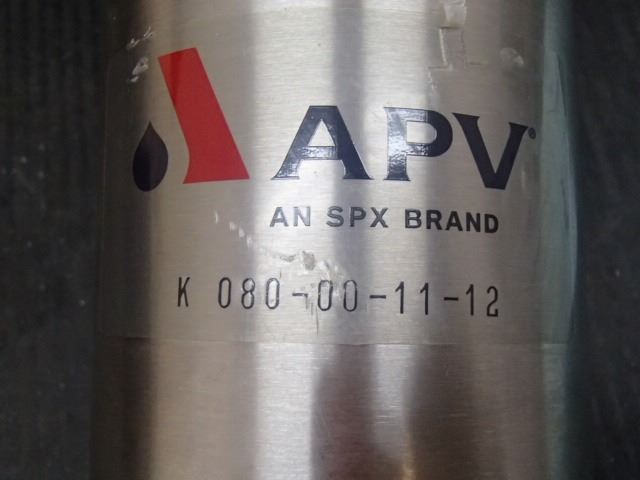 APV®
AN SPX BRAND
K 080-00-11-12